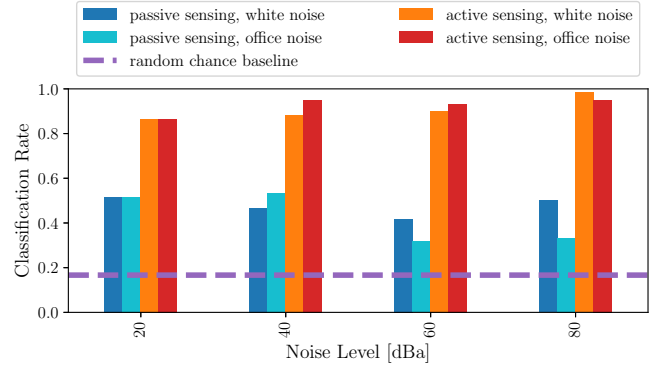 passive sensing, white noise
active sensing, white noise
passive sensing, office noise
active sensing, office noise
random chance baseline
1.0
0.8
0.6
0.4
0.2
0.0
Classification Rate
20
40
60
80
Noise Level [dBa]